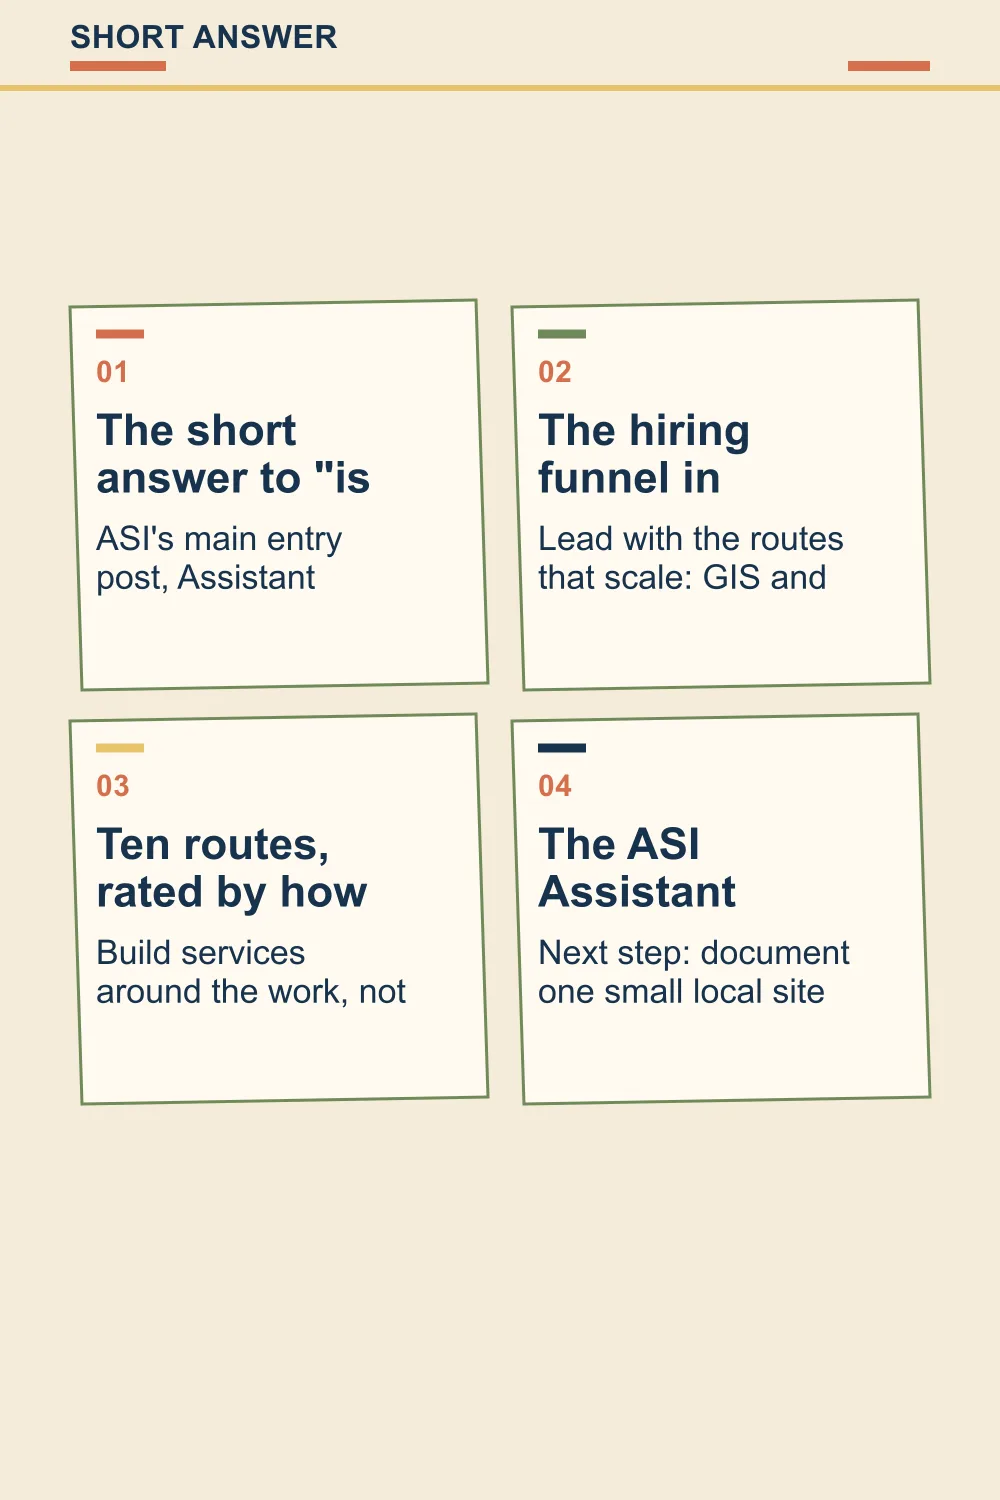 SHORT ANSWER
01
The short
answer to "is
ASI's main entry
post, Assistant
02
The hiring
funnel in
Lead with the routes
that scale: GIS and
03
Ten routes,
rated by how
Build services
around the work, not
04
The ASI
Assistant
Next step: document
one small local site